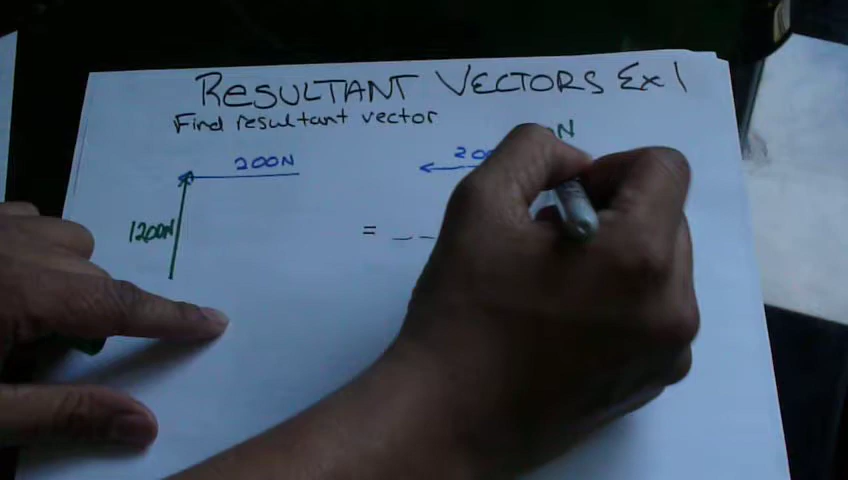 RESULTANT VECTORS Ex 1
Find resultant vector
200N
1200N
=